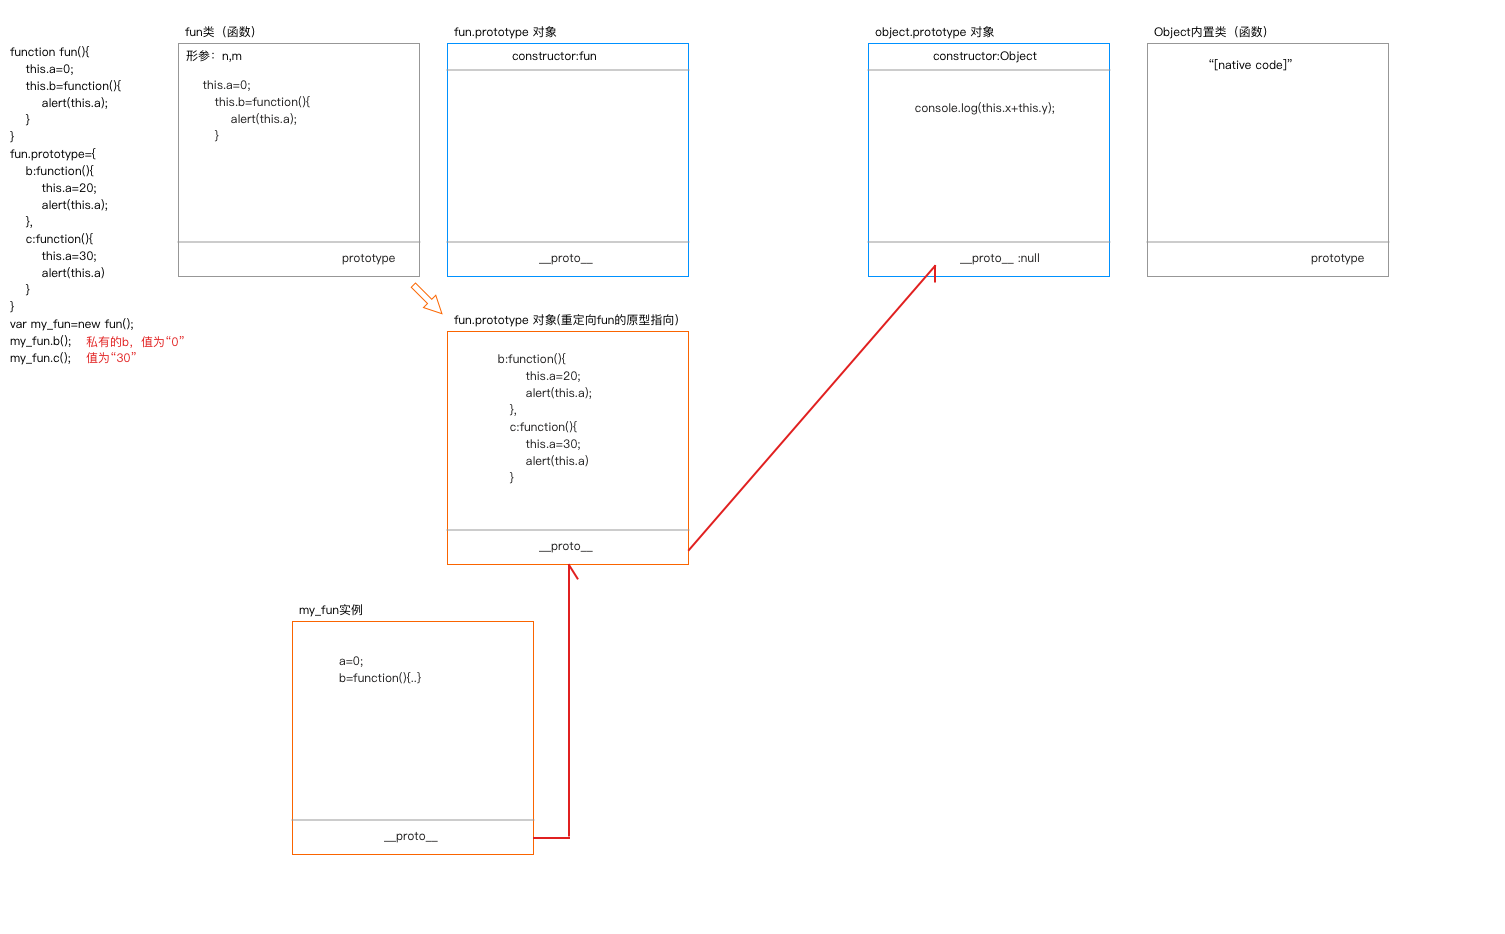 function fun(){
this.a=0;
this.b=function(){
alert(this.a);
}
}
fun.prototype={
b:function(){
this.a=20;
alert(this.a);
},
c:function(){
this.a=30;
alert(this.a)
}
}
var my_fun=new fun();
my_fun.b(); 私有的b，值为“0”
my_fun.c(); 值为“30”
fun类（函数）
形参：n,m
this.a=0;
this.b=function(){
alert(this.a);
}
prototype
fun.prototype 对象
constructor:fun
__proto__
object.prototype 对象
constructor:Object
console.log(this.x+this.y);
__proto__ :null
Object内置类（函数）
“[native code]”
prototype
fun.prototype 对象(重定向fun的原型指向)
b:function(){
this.a=20;
alert(this.a);
},
c:function(){
this.a=30;
alert(this.a)
}
__proto__
my_fun实例
a=0;
b=function(){..}
__proto__